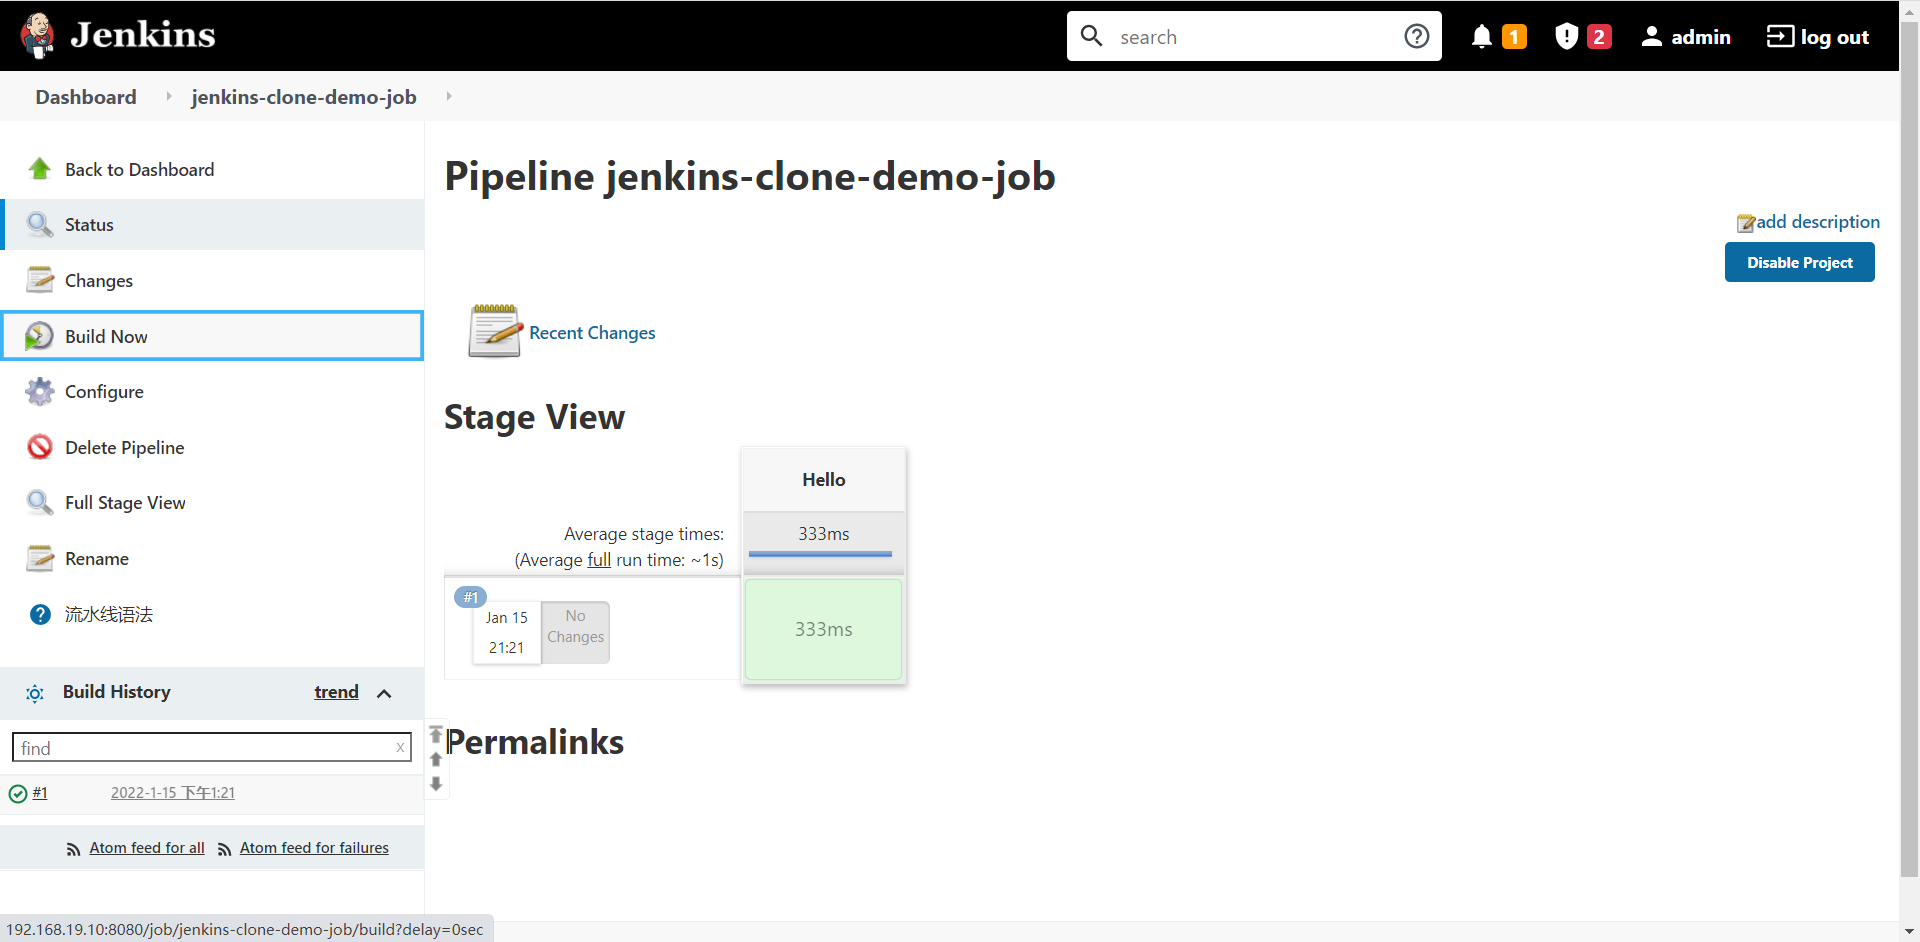 Jenkins
search
1
2
admin
log out
Dashboard
jenkins-clone-demo-job
Back to Dashboard
Status
Changes
Build Now
Configure
Delete Pipeline
Full Stage View
Rename
流水线语法
Build History
trend
find
x
#1
2022-1-15 下午1:21
Atom feed for all
Atom feed for failures
Pipeline jenkins-clone-demo-job
add description
Disable Project
Recent Changes
Stage View
Hello
Average stage times:
(Average full run time: ~1s)
333ms
#1
Jan 15
21:21
No
Changes
333ms
Permalinks
192.168.19.10:8080/job/jenkins-clone-demo-job/build?delay=0sec